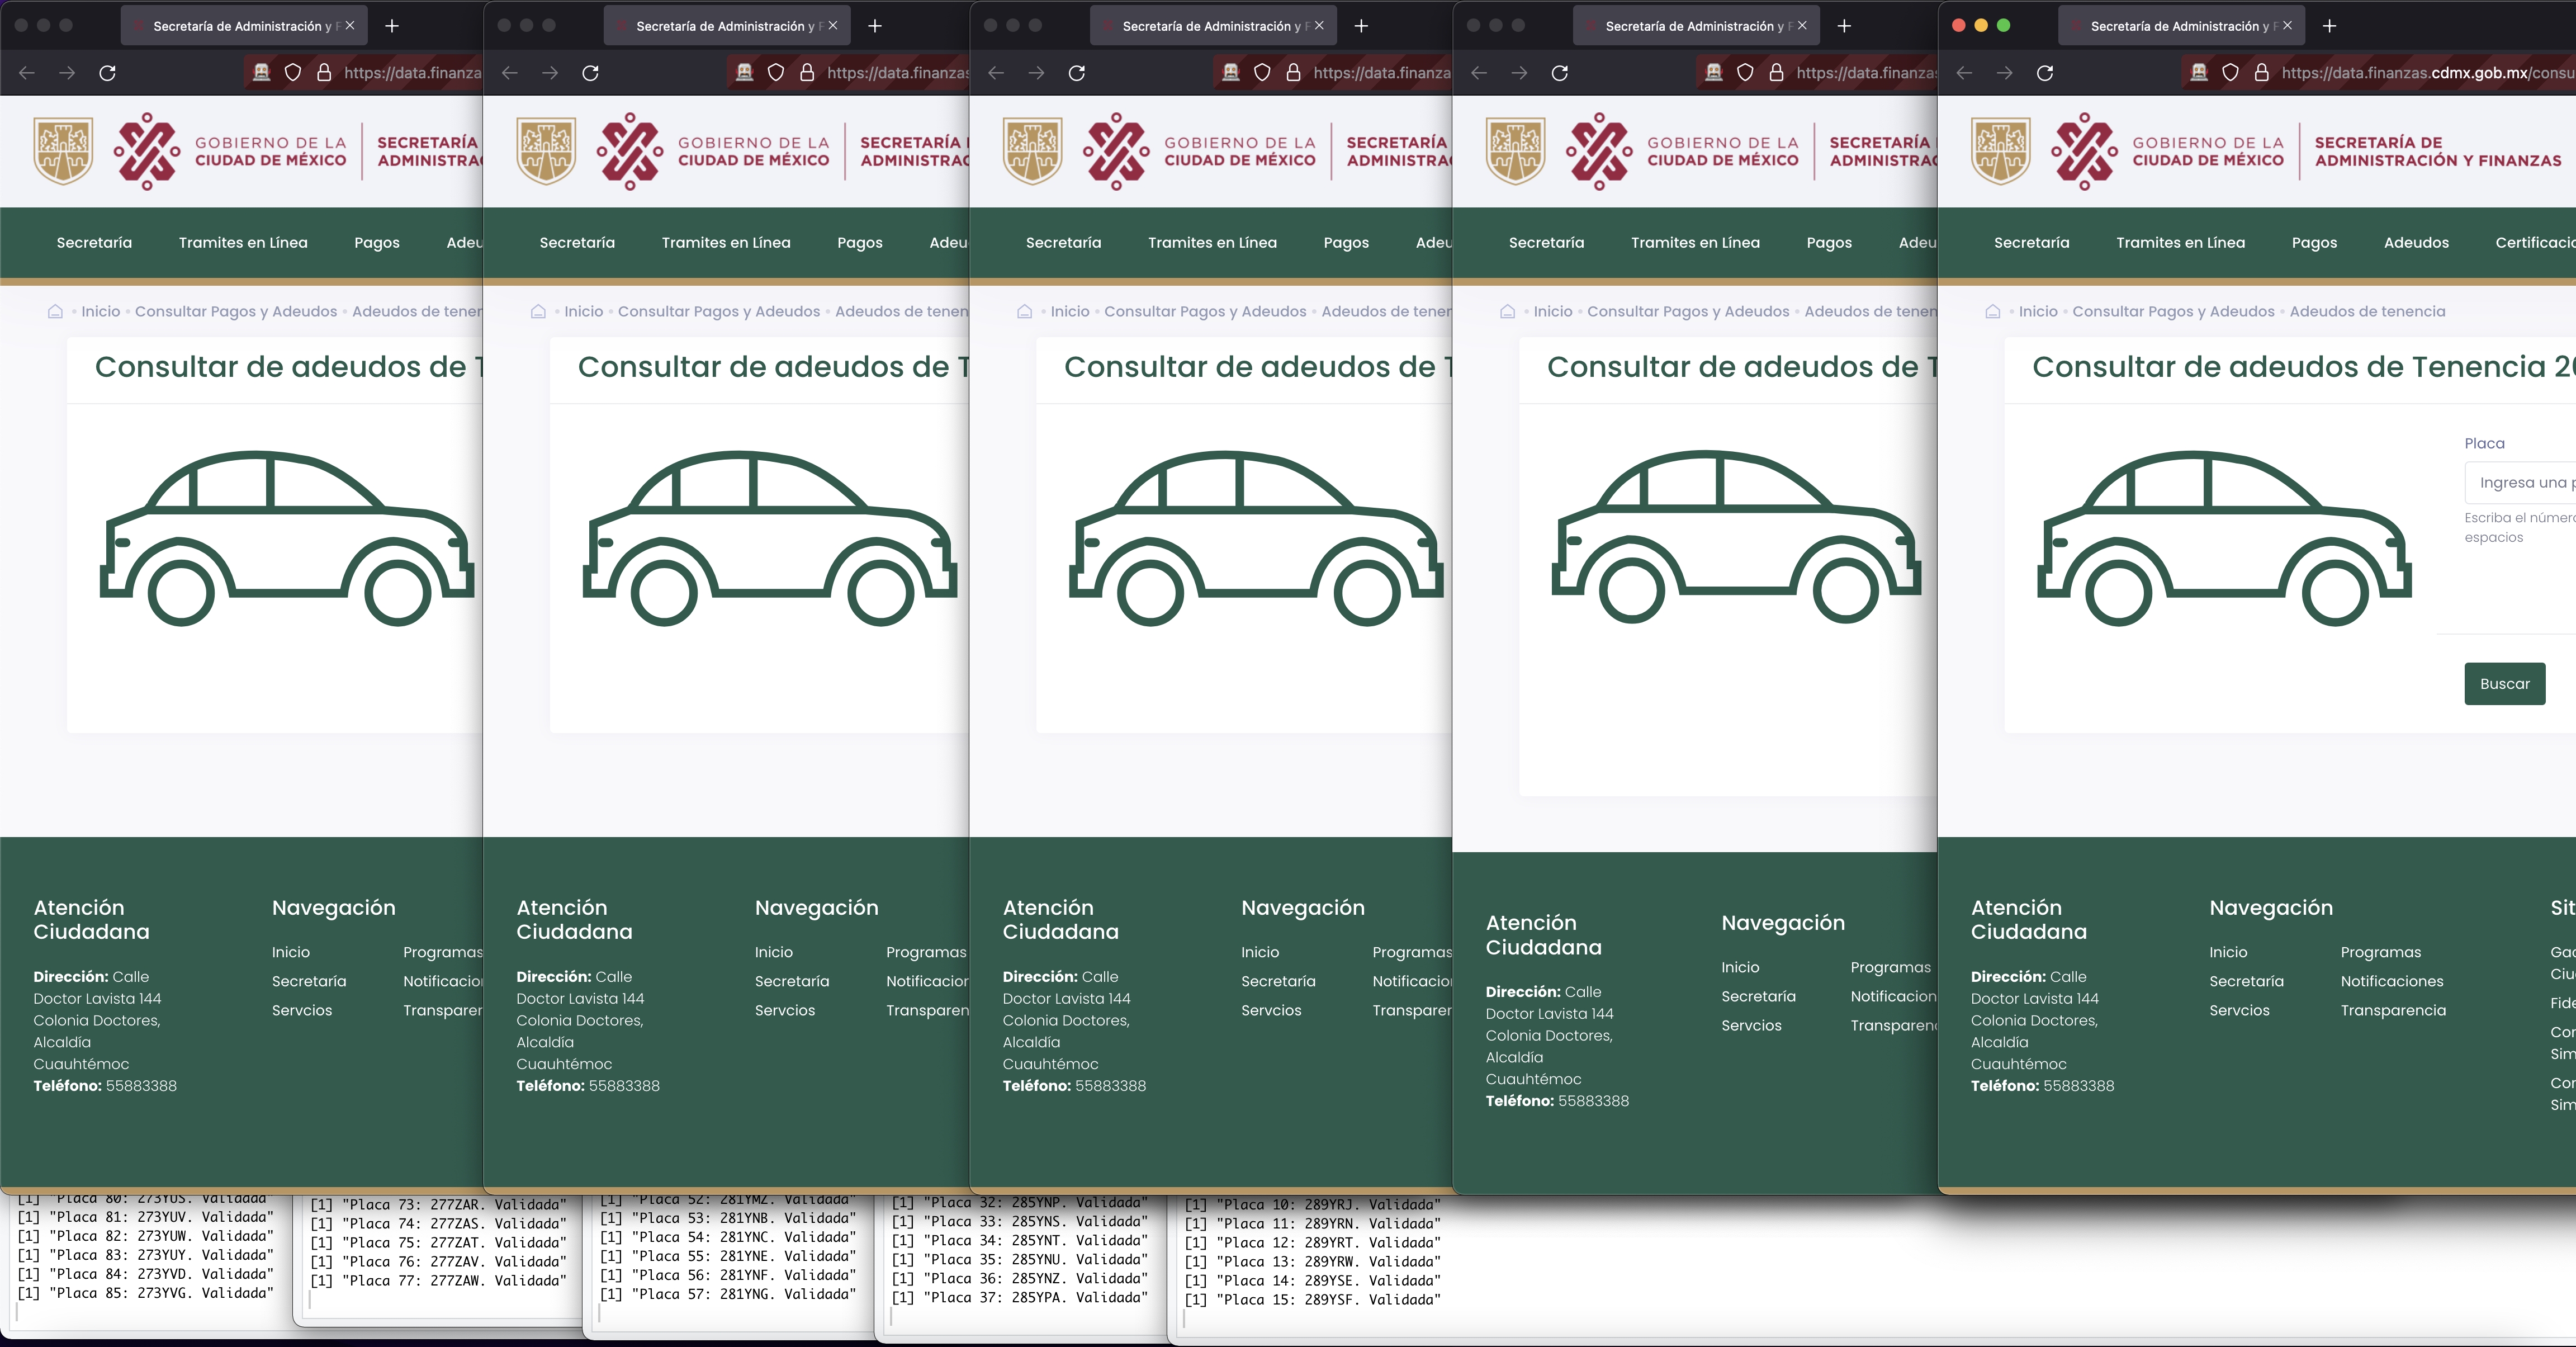 Secretaría de Administración y F
https://data.finanza
GOBIERNO DE LA
CIUDAD DE MÉXICO
SECRETARÍA
ADMINISTRAC
Secretaría Tramites en Línea Pagos Adeu
Inicio • Consultar Pagos y Adeudos • Adeudos de tenen
Consultar de adeudos de T
Atención
Ciudadana
Dirección: Calle
Doctor Lavista 144
Colonia Doctores,
Alcaldía
Cuauhtémoc
Teléfono: 55883388
Navegación
Inicio Programas
Secretaría Notificacion
Servcios Transparen
Secretaría de Administración y F
https://data.finanzas
GOBIERNO DE LA
CIUDAD DE MÉXICO
SECRETARÍA
ADMINISTRAC
Secretaría Tramites en Línea Pagos Adeud
Inicio • Consultar Pagos y Adeudos • Adeudos de tenen
Consultar de adeudos de T
Atención
Ciudadana
Dirección: Calle
Doctor Lavista 144
Colonia Doctores,
Alcaldía
Cuauhtémoc
Teléfono: 55883388
Navegación
Inicio Programas
Secretaría Notificacion
Servcios Transparen
Secretaría de Administración y F
https://data.finanza
GOBIERNO DE LA
CIUDAD DE MÉXICO
SECRETARÍA
ADMINISTRAC
Secretaría Tramites en Línea Pagos Adeu
Inicio • Consultar Pagos y Adeudos • Adeudos de tenen
Consultar de adeudos de T
Atención
Ciudadana
Dirección: Calle
Doctor Lavista 144
Colonia Doctores,
Alcaldía
Cuauhtémoc
Teléfono: 55883388
Navegación
Inicio Programas
Secretaría Notificacion
Servcios Transparen
Secretaría de Administración y F
https://data.finanzas
GOBIERNO DE LA
CIUDAD DE MÉXICO
SECRETARÍA
ADMINISTRAC
Secretaría Tramites en Línea Pagos Adeu
Inicio • Consultar Pagos y Adeudos • Adeudos de tenen
Consultar de adeudos de T
Atención
Ciudadana
Dirección: Calle
Doctor Lavista 144
Colonia Doctores,
Alcaldía
Cuauhtémoc
Teléfono: 55883388
Navegación
Inicio Programas
Secretaría Notificacion
Servcios Transparenc
Secretaría de Administración y F
https://data.finanzas.cdmx.gob.mx/consu
GOBIERNO DE LA
CIUDAD DE MÉXICO
SECRETARÍA DE
ADMINISTRACIÓN Y FINANZAS
Secretaría Tramites en Línea Pagos Adeudos Certificacio
Inicio • Consultar Pagos y Adeudos • Adeudos de tenencia
Consultar de adeudos de Tenencia 20
Placa
Ingresa una p
Escriba el número
espacios
Buscar
Atención
Ciudadana
Dirección: Calle
Doctor Lavista 144
Colonia Doctores,
Alcaldía
Cuauhtémoc
Teléfono: 55883388
Navegación
Inicio Programas
Secretaría Notificaciones
Servcios Transparencia
Sit
Gac
Ciu
Fide
Con
Sim
Con
Sim
[1] "Placa 80: 273YUS. Validada"
[1] "Placa 81: 273YUV. Validada"
[1] "Placa 82: 273YUW. Validada"
[1] "Placa 83: 273YUY. Validada"
[1] "Placa 84: 273YVD. Validada"
[1] "Placa 85: 273YVG. Validada"
[1] "Placa 73: 277ZAR. Validada"
[1] "Placa 74: 277ZAS. Validada"
[1] "Placa 75: 277ZAT. Validada"
[1] "Placa 76: 277ZAV. Validada"
[1] "Placa 77: 277ZAW. Validada"
[1] "Placa 52: 281YMZ. Validada"
[1] "Placa 53: 281YNB. Validada"
[1] "Placa 54: 281YNC. Validada"
[1] "Placa 55: 281YNE. Validada"
[1] "Placa 56: 281YNF. Validada"
[1] "Placa 57: 281YNG. Validada"
[1] "Placa 32: 285YNP. Validada"
[1] "Placa 33: 285YNS. Validada"
[1] "Placa 34: 285YNT. Validada"
[1] "Placa 35: 285YNU. Validada"
[1] "Placa 36: 285YNZ. Validada"
[1] "Placa 37: 285YPA. Validada"
[1] "Placa 10: 289YRJ. Validada"
[1] "Placa 11: 289YRN. Validada"
[1] "Placa 12: 289YRT. Validada"
[1] "Placa 13: 289YRW. Validada"
[1] "Placa 14: 289YSE. Validada"
[1] "Placa 15: 289YSF. Validada"